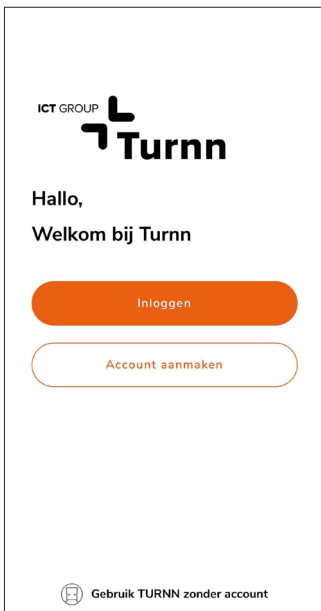 ICT GROUP
Turnn
Hallo,
Welkom bij Turnn
Inloggen
Account aanmaken
Gebruik TURNN zonder account